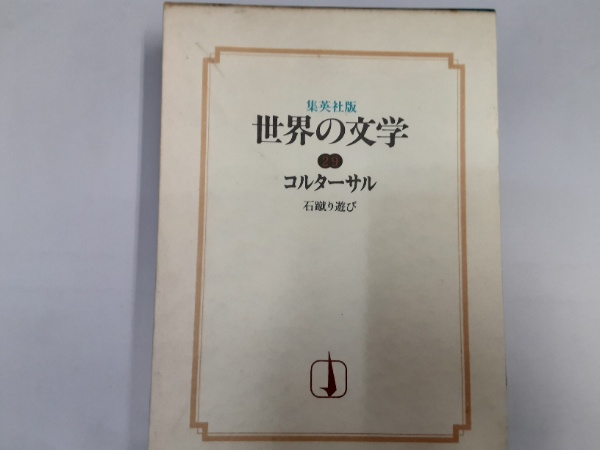 集英社版
世界の文学
29
コルターサル
石蹴り遊び